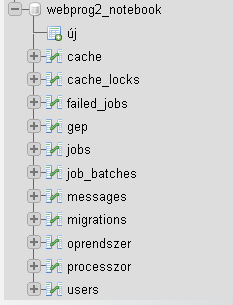 webprog2_notebook
új
cache
cache_locks
failed_jobs
gep
jobs
job_batches
messages
migrations
oprendszer
processzor
users